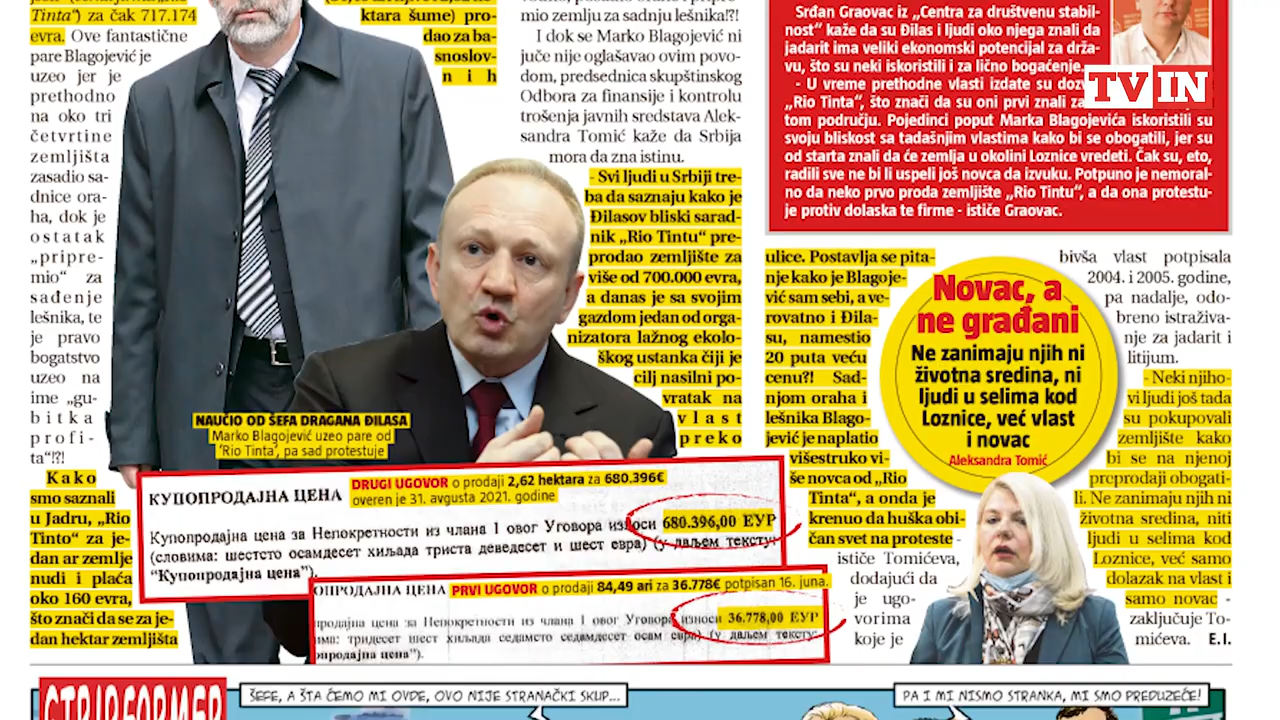 Tinta“) za čak 717.174
evra. Ove fantastične
pare Blagojević je
uzeo jer je
prethodno
na oko tri
četvrtine
zemljišta
zasadio sa-
dnice ora-
ha, dok je
ostatak
„pripre-
mio“ za
sađenje
lešnika, te
je pravo
bogatstvo
uzeo na
ime „gu-
bitka
profi-
ta“!?!
Kako
smo saznali
u Jadru, „Rio
Tinto“ za je-
dan ar zemlje
nudi i plaća
oko 160 evra,
što znači da se za je-
dan hektar zemljišta
ktara šume) pro-
dao za ba-
snoslov-
nih
mio zemlju za sadnju lešnika!?!
I dok se Marko Blagojević ni
juče nije oglašavao ovim povo-
dom, predsednica skupštinskog
Odbora za finansije i kontrolu
trošenja javnih sredstava Alek-
sandra Tomić kaže da Srbija
mora da zna istinu.
- Svi ljudi u Srbiji tre-
ba da saznaju kako je
Đilasov bliski sarad-
nik „Rio Tintu“ pre-
prodao zemljište za
više od 700.000 evra,
a danas je sa svojim
gazdom jedan od orga-
nizatora lažnog ekolo-
škog ustanka čiji je
cilj nasilni po-
vratak na
vlast
preko
NAUČIO OD ŠEFA DRAGANA ĐILASA
Marko Blagojević uzeo pare od
‘Rio Tinta’, pa sad protestuje
КУПОПРОДАЈНА ЦЕНА
DRUGI UGOVOR o prodaji 2,62 hektara za 680.396€
overen je 31. avgusta 2021. godine
Купопродајна цена за Непокретности из члана 1 овог Уговора износи 680.396,00 ЕУР
(словима: шестсто осамдесет хиљада триста деведесет и шест евра) (у даљем тексту:
“Купопродајна цена”).
ОПРОДАЈНА ЦЕНА PRVI UGOVOR o prodaji 84,49 ari za 36.778€ potpisan 16. juna.
продајна цена за Непокретности из члана 1 овог Уговора износи 36.778,00 ЕУР
има: тридесет шест хиљада седамсто седамдесет осам евра) (у даљем тексту:
опродајна цена”).
Srđan Graovac iz „Centra za društvenu stabil-
nost“ kaže da su Đilas i ljudi oko njega znali da
jadarit ima veliki ekonomski potencijal za drža-
vu, što su neki iskoristili i za lično bogaćenje.
- U vreme prethodne vlasti izdate su dozv
„Rio Tinta“, što znači da su oni prvi znali za
tom području. Pojedinci poput Marka Blagojevića iskoristili su
svoju bliskost sa tadašnjim vlastima kako bi se obogatili, jer su
od starta znali da će zemlja u okolini Loznice vredeti. Čak su, eto,
radili sve ne bi li uspeli još novca da izvuku. Potpuno je nemoral-
no da neko prvo proda zemljište „Rio Tintu“, a da ona protestu-
je protiv dolaska te firme - ističe Graovac.
TV IN
ulice. Postavlja se pita-
nje kako je Blagoje-
vić sam sebi, a ve-
rovatno i Đila-
su, namestio
20 puta veću
cenu?! Sad-
njom oraha i
lešnika Blago-
jević je naplatio
višestruko vi-
še novca od „Rio
Tinta“, a onda je
krenuo da huška obi-
čan svet na proteste -
ističe Tomićeva,
dodajući da
je ugo-
vorima
koje je
Novac, a
ne građani
Ne zanimaju njih ni
životna sredina, ni
ljudi u selima kod
Loznice, već vlast
i novac
Aleksandra Tomić
bivša vlast potpisala
2004. i 2005. godine,
pa nadalje, odo-
breno istraživa-
nje za jadarit i
litijum.
- Neki njiho-
vi ljudi još tada
su pokupovali
zemljište kako
bi se na njenoj
preprodaji obogati-
li. Ne zanimaju njih ni
životna sredina, niti
ljudi u selima kod
Loznice, već samo
dolazak na vlast i
samo novac -
zaključuje To-
mićeva. E.I.
ŠEFE, A ŠTA ĆEMO MI OVDE, OVO NIJE STRANAČKI SKUP...
PA I MI NISMO STRANKA, MI SMO PREDUZEĆE!